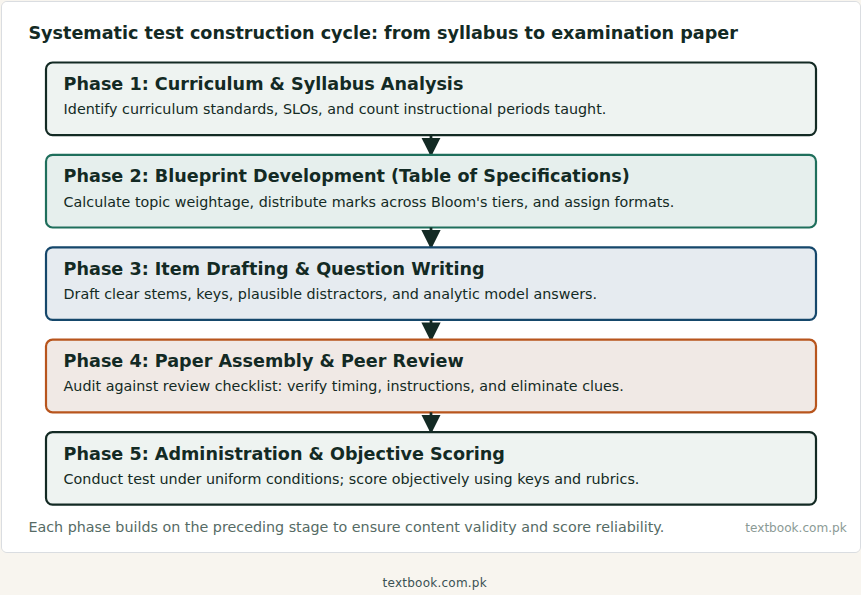 Systematic test construction cycle: from syllabus to examination paper
Phase 1: Curriculum & Syllabus Analysis
Identify curriculum standards, SLOs, and count instructional periods taught.
Phase 2: Blueprint Development (Table of Specifications)
Calculate topic weightage, distribute marks across Bloom's tiers, and assign formats.
Phase 3: Item Drafting & Question Writing
Draft clear stems, keys, plausible distractors, and analytic model answers.
Phase 4: Paper Assembly & Peer Review
Audit against review checklist: verify timing, instructions, and eliminate clues.
Phase 5: Administration & Objective Scoring
Conduct test under uniform conditions; score objectively using keys and rubrics.
Each phase builds on the preceding stage to ensure content validity and score reliability.
textbook.com.pk
textbook.com.pk